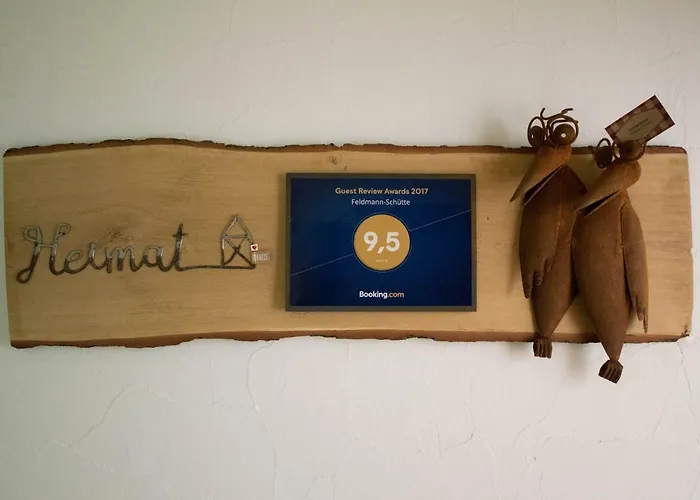 Heimat
Guest Review Awards 2017
Feldmann-Schütte
9,5
Booking.com